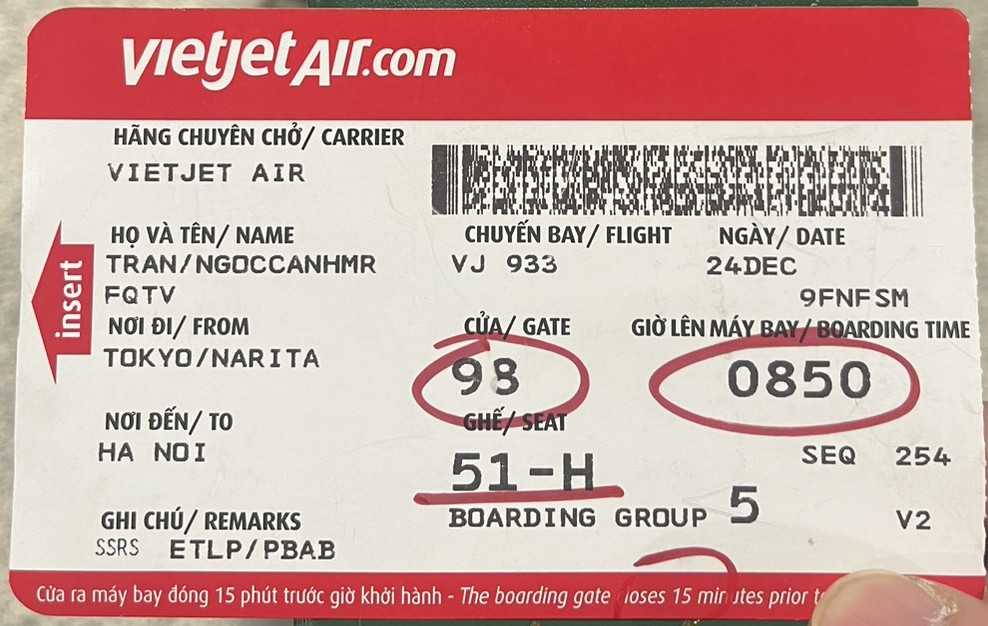 vietjetAir.com
HÃNG CHUYÊN CHỞ/ CARRIER
VIETJET AIR
HỌ VÀ TÊN/ NAME CHUYẾN BAY/ FLIGHT NGÀY/ DATE
TRAN/NGOCCANHMR VJ 933 24DEC
FQTV 9FNFSM
NƠI ĐI/ FROM CỬA/ GATE GIỜ LÊN MÁY BAY/ BOARDING TIME
TOKYO/NARITA 98 0850
NƠI ĐẾN/ TO GHẾ/ SEAT
HA NOI 51-H SEQ 254
GHI CHÚ/ REMARKS BOARDING GROUP 5 V2
SSRS ETLP/PBAB
Cửa ra máy bay đóng 15 phút trước giờ khởi hành - The boarding gate loses 15 minutes prior
insert